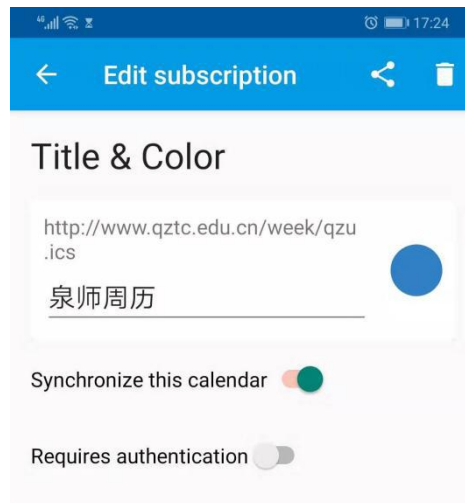 46 17:24
Edit subscription
Title & Color
http://www.qztc.edu.cn/week/qzu
.ics
泉师周历
Synchronize this calendar
Requires authentication